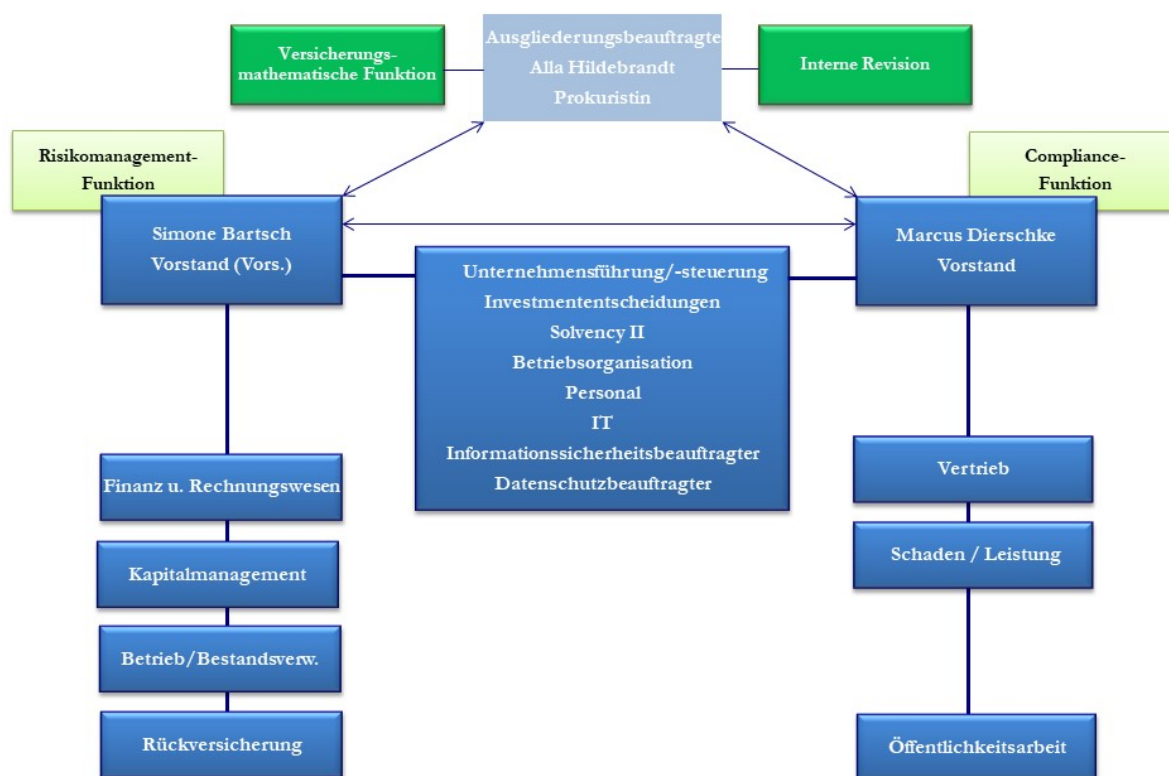 Versicherungs-
mathematische Funktion
Ausgliederungsbeauftragte
Alla Hildebrandt
Prokuristin
Interne Revision
Risikomanagement-
Funktion
Compliance-
Funktion
Simone Bartsch
Vorstand (Vors.)
Marcus Dierschke
Vorstand
Unternehmensführung/-steuerung
Investmententscheidungen
Solvency II
Betriebsorganisation
Personal
IT
Informationssicherheitsbeauftragter
Datenschutzbeauftragter
Finanz u. Rechnungswesen
Kapitalmanagement
Betrieb/Bestandsverw.
Rückversicherung
Vertrieb
Schaden / Leistung
Öffentlichkeitsarbeit